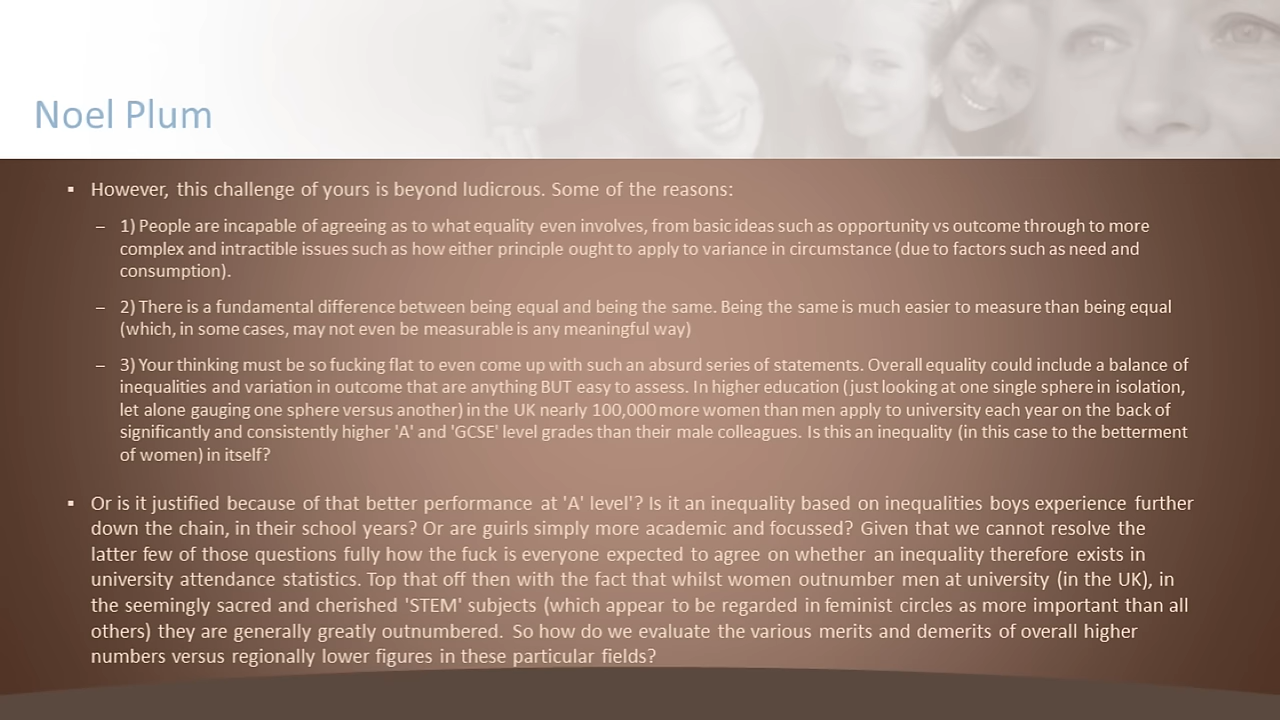 Noel Plum
▪ However, this challenge of yours is beyond ludicrous. Some of the reasons:
– 1) People are incapable of agreeing as to what equality even involves, from basic ideas such as opportunity vs outcome through to more
complex and intractible issues such as how either principle ought to apply to variance in circumstance (due to factors such as need and
consumption).
– 2) There is a fundamental difference between being equal and being the same. Being the same is much easier to measure than being equal
(which, in some cases, may not even be measurable is any meaningful way)
– 3) Your thinking must be so fucking flat to even come up with such an absurd series of statements. Overall equality could include a balance of
inequalities and variation in outcome that are anything BUT easy to assess. In higher education (just looking at one single sphere in isolation,
let alone gauging one sphere versus another) in the UK nearly 100,000 more women than men apply to university each year on the back of
significantly and consistently higher 'A' and 'GCSE' level grades than their male colleagues. Is this an inequality (in this case to the betterment
of women) in itself?
▪ Or is it justified because of that better performance at 'A' level'? Is it an inequality based on inequalities boys experience further
down the chain, in their school years? Or are guirls simply more academic and focussed? Given that we cannot resolve the
latter few of those questions fully how the fuck is everyone expected to agree on whether an inequality therefore exists in
university attendance statistics. Top that off then with the fact that whilst women outnumber men at university (in the UK), in
the seemingly sacred and cherished 'STEM' subjects (which appear to be regarded in feminist circles as more important than all
others) they are generally greatly outnumbered. So how do we evaluate the various merits and demerits of overall higher
numbers versus regionally lower figures in these particular fields?